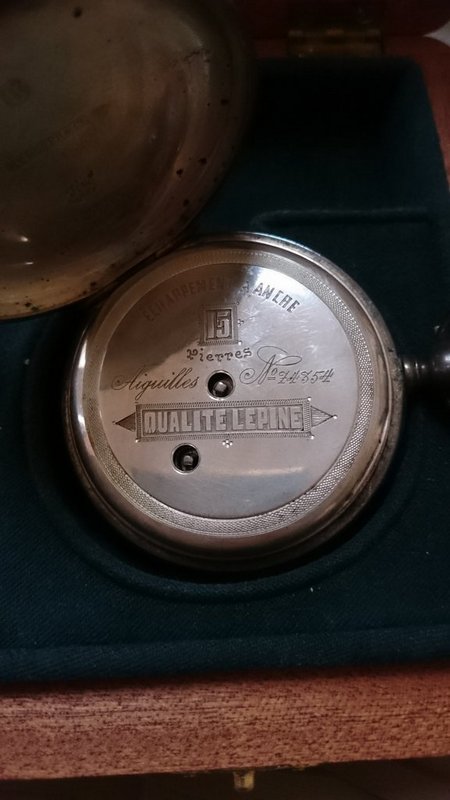 ECHAPPEMENT A ANCRE
15
Pierres
Aiguilles No 74354
QUALITE LEPINE